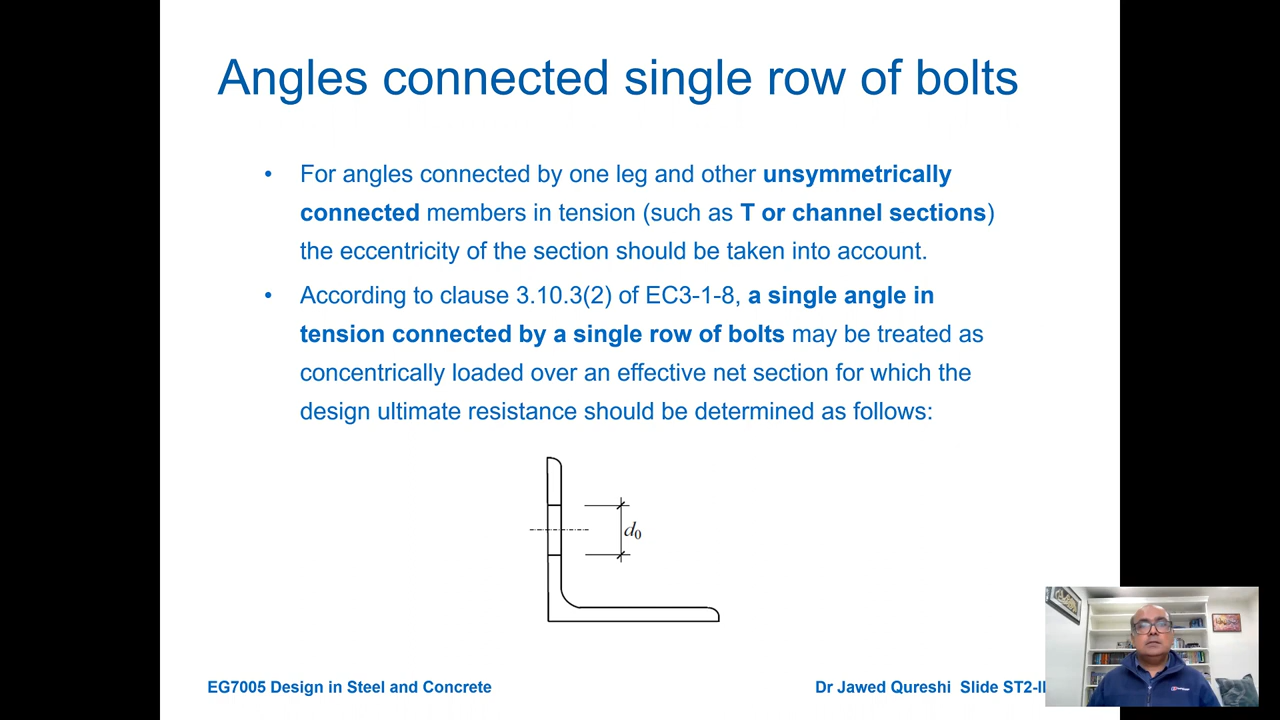 Angles connected single row of bolts
• For angles connected by one leg and other unsymmetrically
connected members in tension (such as T or channel sections)
the eccentricity of the section should be taken into account.
• According to clause 3.10.3(2) of EC3-1-8, a single angle in
tension connected by a single row of bolts may be treated as
concentrically loaded over an effective net section for which the
design ultimate resistance should be determined as follows:
d₀
EG7005 Design in Steel and Concrete
Dr Jawed Qureshi Slide